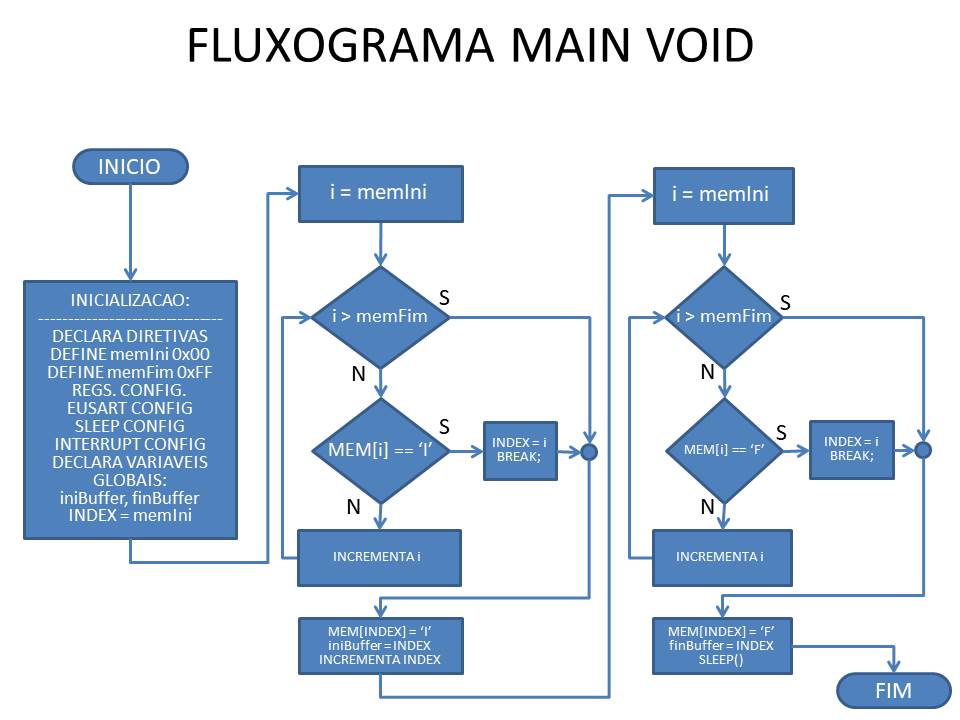 FLUXOGRAMA MAIN VOID
INICIO
INICIALIZACAO:
-------------------------------
DECLARA DIRETIVAS
DEFINE memIni 0x00
DEFINE memFim 0xFF
REGS. CONFIG.
EUSART CONFIG
SLEEP CONFIG
INTERRUPT CONFIG
DECLARA VARIAVEIS
GLOBAIS:
iniBuffer, finBuffer
INDEX = memIni
i = memIni
i > memFim
S
N
MEM[i] == ‘I’
S
INDEX = i
BREAK;
N
INCREMENTA i
MEM[INDEX] = ‘I’
iniBuffer = INDEX
INCREMENTA INDEX
i = memIni
i > memFim
S
N
MEM[i] == ‘F’
S
INDEX = i
BREAK;
N
INCREMENTA i
MEM[INDEX] = ‘F’
finBuffer = INDEX
SLEEP()
FIM